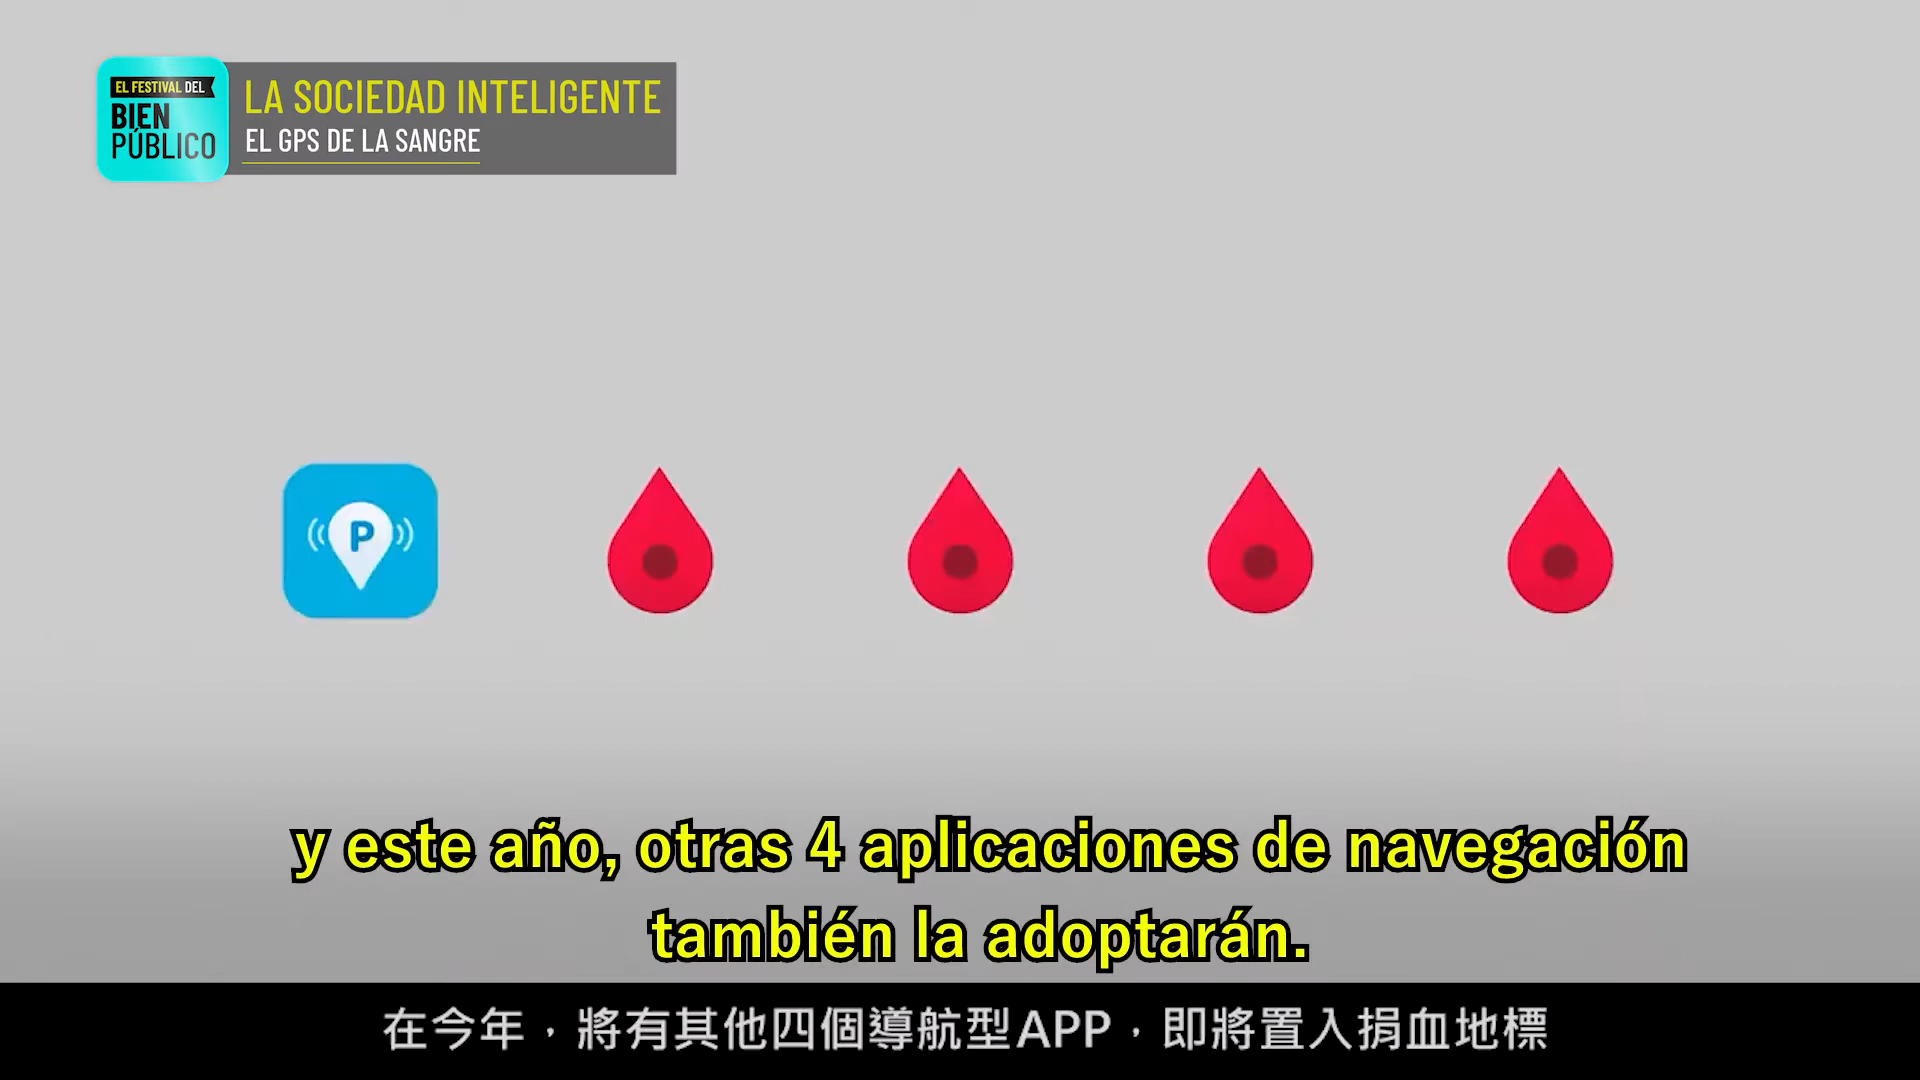 EL FESTIVAL DEL
BIEN
PÚBLICO
LA SOCIEDAD INTELIGENTE
EL GPS DE LA SANGRE
P
y este año, otras 4 aplicaciones de navegación
también la adoptarán.
在今年，將有其他四個導航型APP，即將置入捐血地標